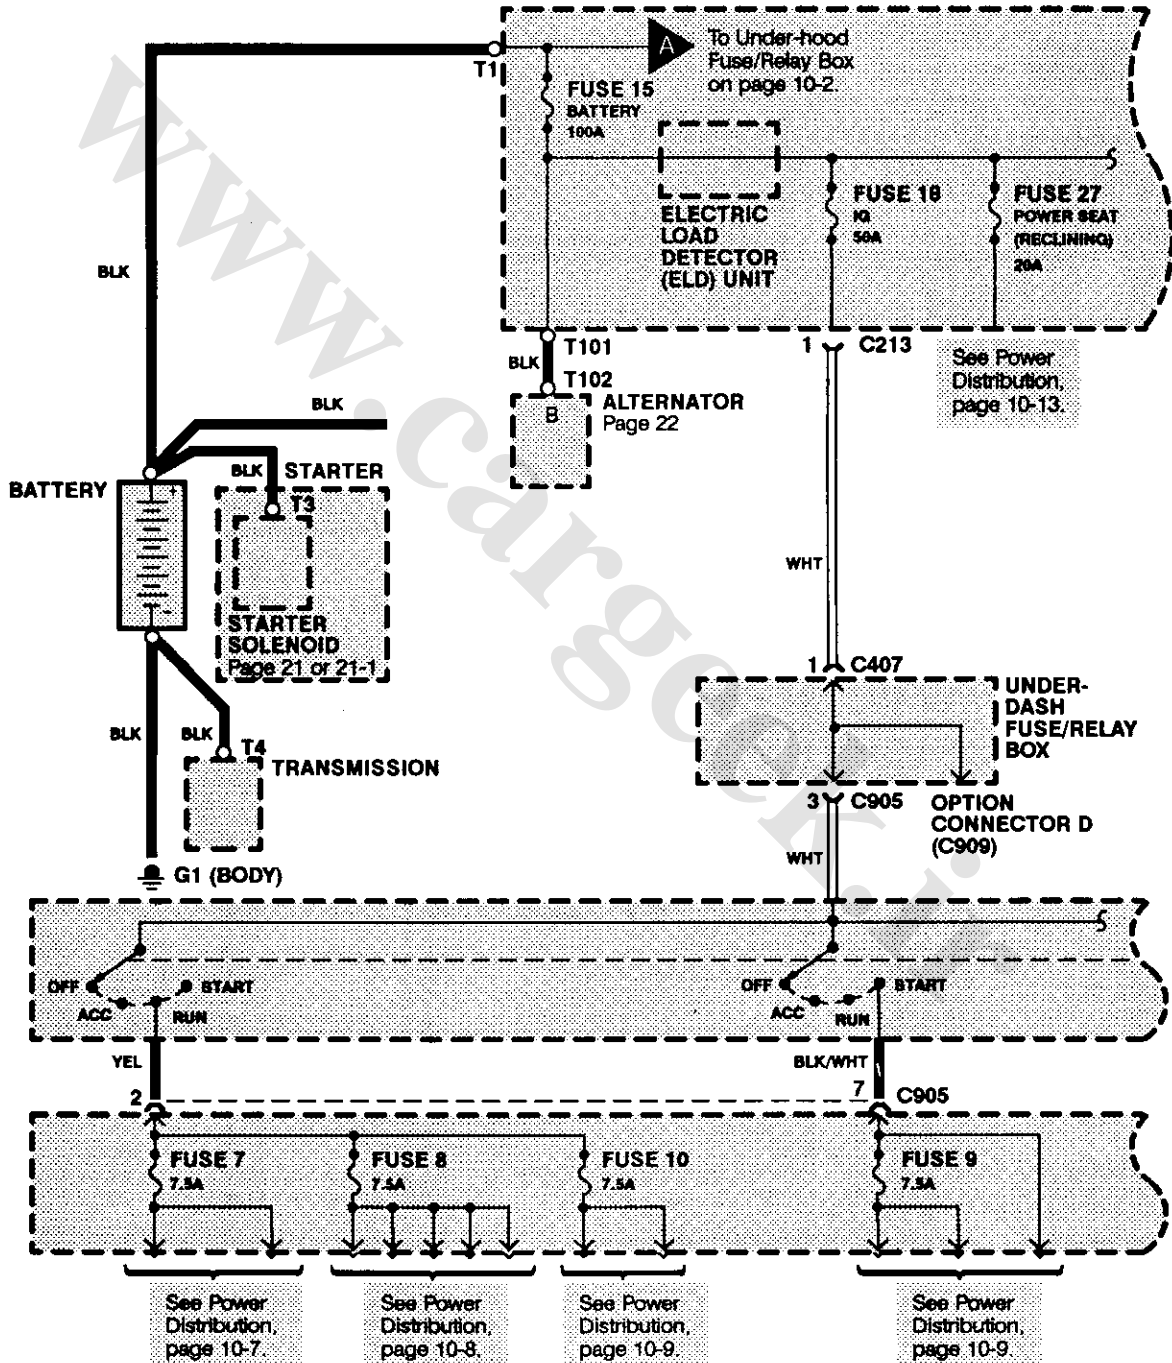 www.cargeek.ir
A
To Under-hood
Fuse/Relay Box
on page 10-2.
T1
FUSE 15
BATTERY
100A
ELECTRIC
LOAD
DETECTOR
(ELD) UNIT
FUSE 18
IG
50A
FUSE 27
POWER SEAT
(RECLINING)
20A
BLK
T101
BLK
T102
B
ALTERNATOR
Page 22
1
C213
See Power
Distribution,
page 10-13.
BLK
BLK
STARTER
BATTERY
+
-
T3
STARTER
SOLENOID
Page 21 or 21-1
WHT
1
C407
UNDER-
DASH
FUSE/RELAY
BOX
BLK
BLK
T4
TRANSMISSION
G1 (BODY)
3
C905
OPTION
CONNECTOR D
(C909)
WHT
OFF
ACC
RUN
START
OFF
ACC
RUN
START
YEL
BLK/WHT
2
7
C905
FUSE 7
7.5A
FUSE 8
7.5A
FUSE 10
7.5A
FUSE 9
7.5A
See Power
Distribution,
page 10-7.
See Power
Distribution,
page 10-8.
See Power
Distribution,
page 10-9.
See Power
Distribution,
page 10-9.